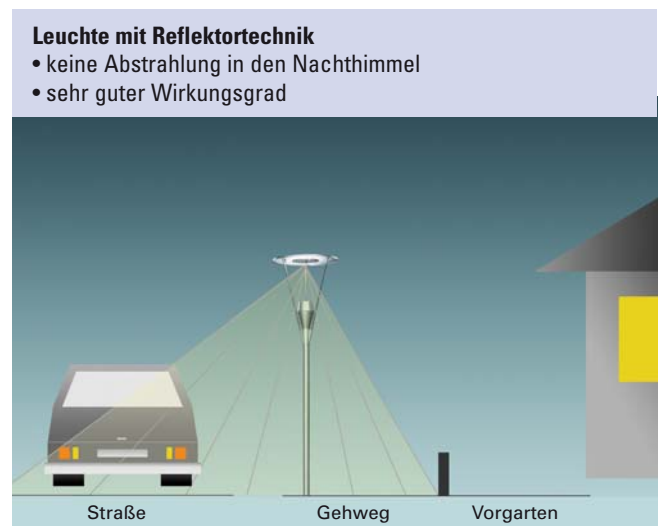 Leuchte mit Reflektortechnik
• keine Abstrahlung in den Nachthimmel
• sehr guter Wirkungsgrad
Straße Gehweg Vorgarten